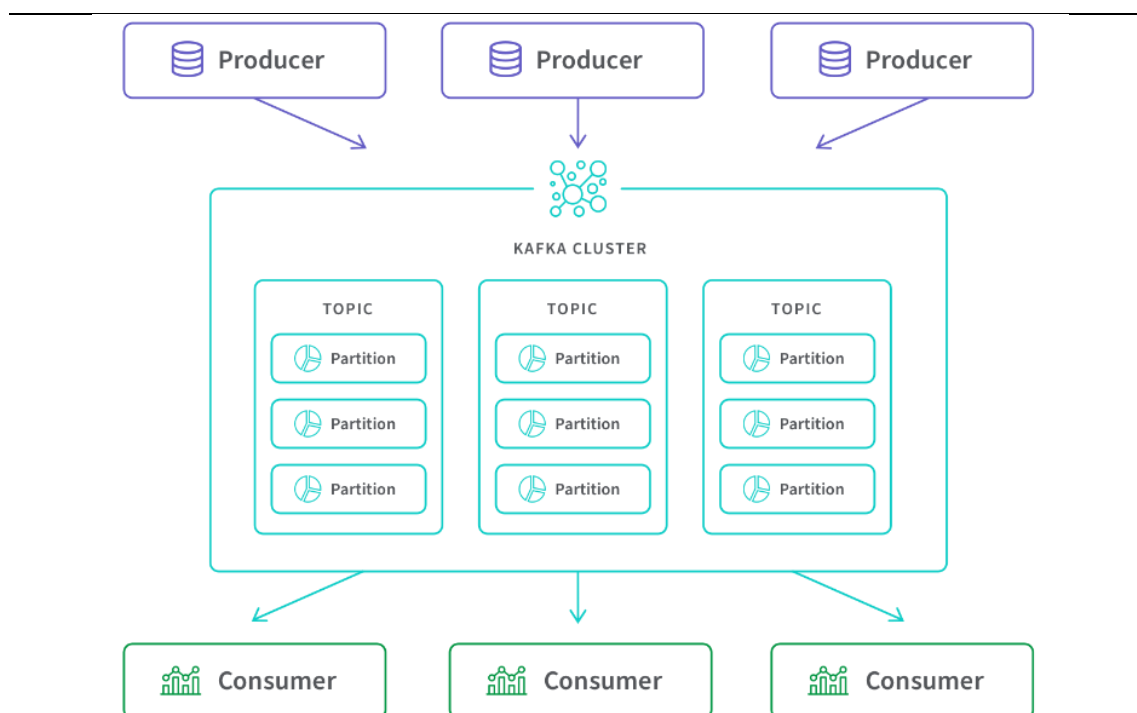 Producer Producer Producer
KAFKA CLUSTER
TOPIC TOPIC TOPIC
Partition Partition Partition
Partition Partition Partition
Partition Partition Partition
Consumer Consumer Consumer